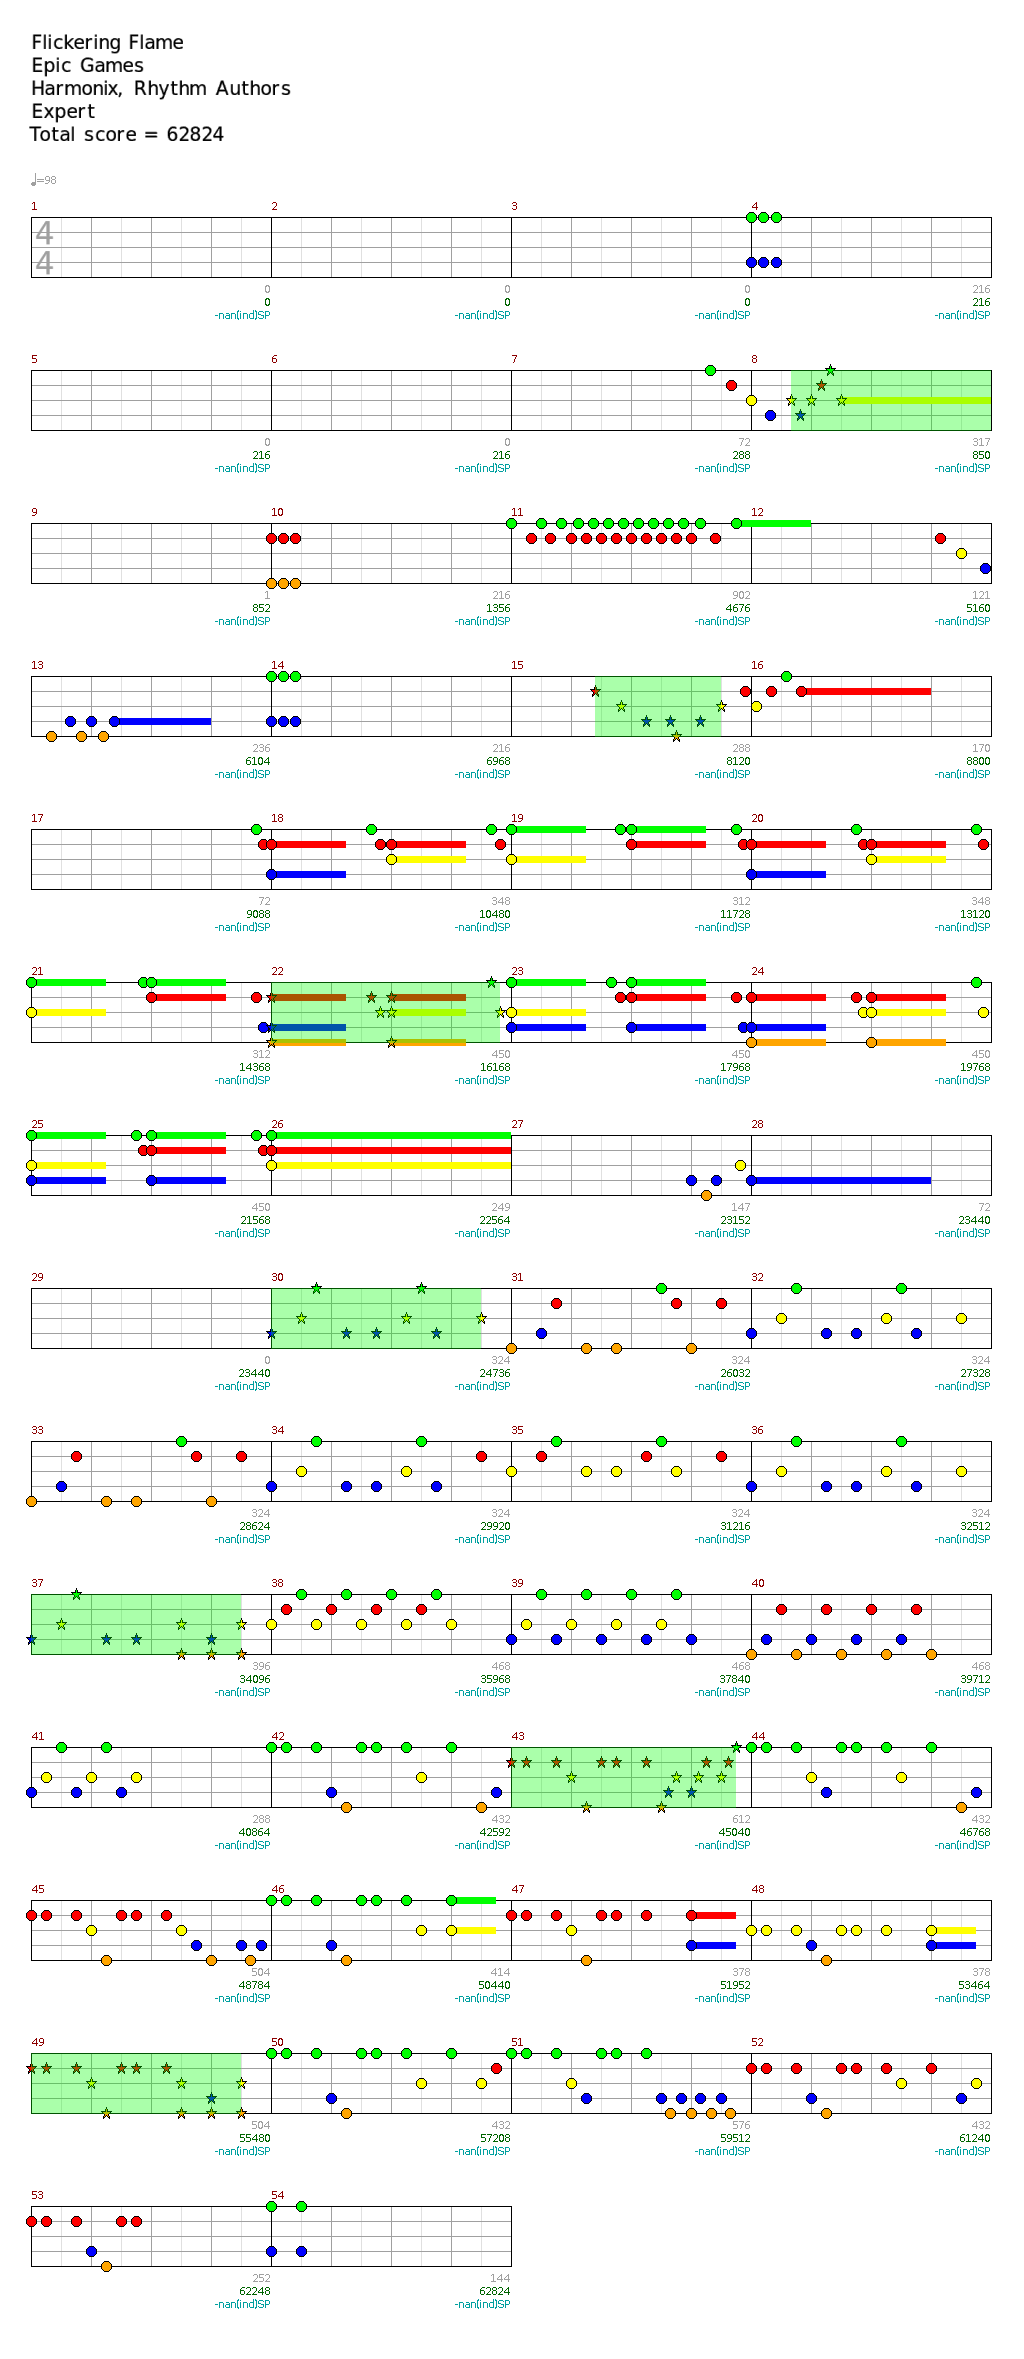 Flickering Flame
Epic Games
Harmonix, Rhythm Authors
Expert
Total score = 62824
♩=98
1 2 3 4
4
4
0 0 0 216
0 0 0 216
-nan(ind)SP -nan(ind)SP -nan(ind)SP -nan(ind)SP
5 6 7 8
0 0 72 317
216 216 288 850
-nan(ind)SP -nan(ind)SP -nan(ind)SP -nan(ind)SP
9 10 11 12
1 216 902 121
852 1356 4676 5160
-nan(ind)SP -nan(ind)SP -nan(ind)SP -nan(ind)SP
13 14 15 16
236 216 288 170
6104 6968 8120 8800
-nan(ind)SP -nan(ind)SP -nan(ind)SP -nan(ind)SP
17 18 19 20
72 348 312 348
9088 10480 11728 13120
-nan(ind)SP -nan(ind)SP -nan(ind)SP -nan(ind)SP
21 22 23 24
312 450 450 450
14368 16168 17968 19768
-nan(ind)SP -nan(ind)SP -nan(ind)SP -nan(ind)SP
25 26 27 28
450 249 147 72
21568 22564 23152 23440
-nan(ind)SP -nan(ind)SP -nan(ind)SP -nan(ind)SP
29 30 31 32
0 324 324 324
23440 24736 26032 27328
-nan(ind)SP -nan(ind)SP -nan(ind)SP -nan(ind)SP
33 34 35 36
324 324 324 324
28624 29920 31216 32512
-nan(ind)SP -nan(ind)SP -nan(ind)SP -nan(ind)SP
37 38 39 40
396 468 468 468
34096 35968 37840 39712
-nan(ind)SP -nan(ind)SP -nan(ind)SP -nan(ind)SP
41 42 43 44
288 432 612 432
40864 42592 45040 46768
-nan(ind)SP -nan(ind)SP -nan(ind)SP -nan(ind)SP
45 46 47 48
504 414 378 378
48784 50440 51952 53464
-nan(ind)SP -nan(ind)SP -nan(ind)SP -nan(ind)SP
49 50 51 52
504 432 576 432
55480 57208 59512 61240
-nan(ind)SP -nan(ind)SP -nan(ind)SP -nan(ind)SP
53 54
252 144
62248 62824
-nan(ind)SP -nan(ind)SP